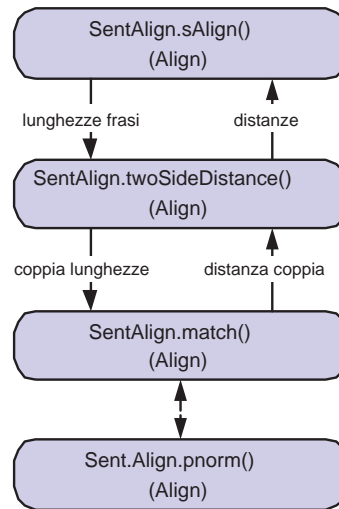 SentAlign.sAlign()
(Align)
lunghezze frasi
distanze
SentAlign.twoSideDistance()
(Align)
coppia lunghezze
distanza coppia
SentAlign.match()
(Align)
Sent.Align.pnorm()
(Align)